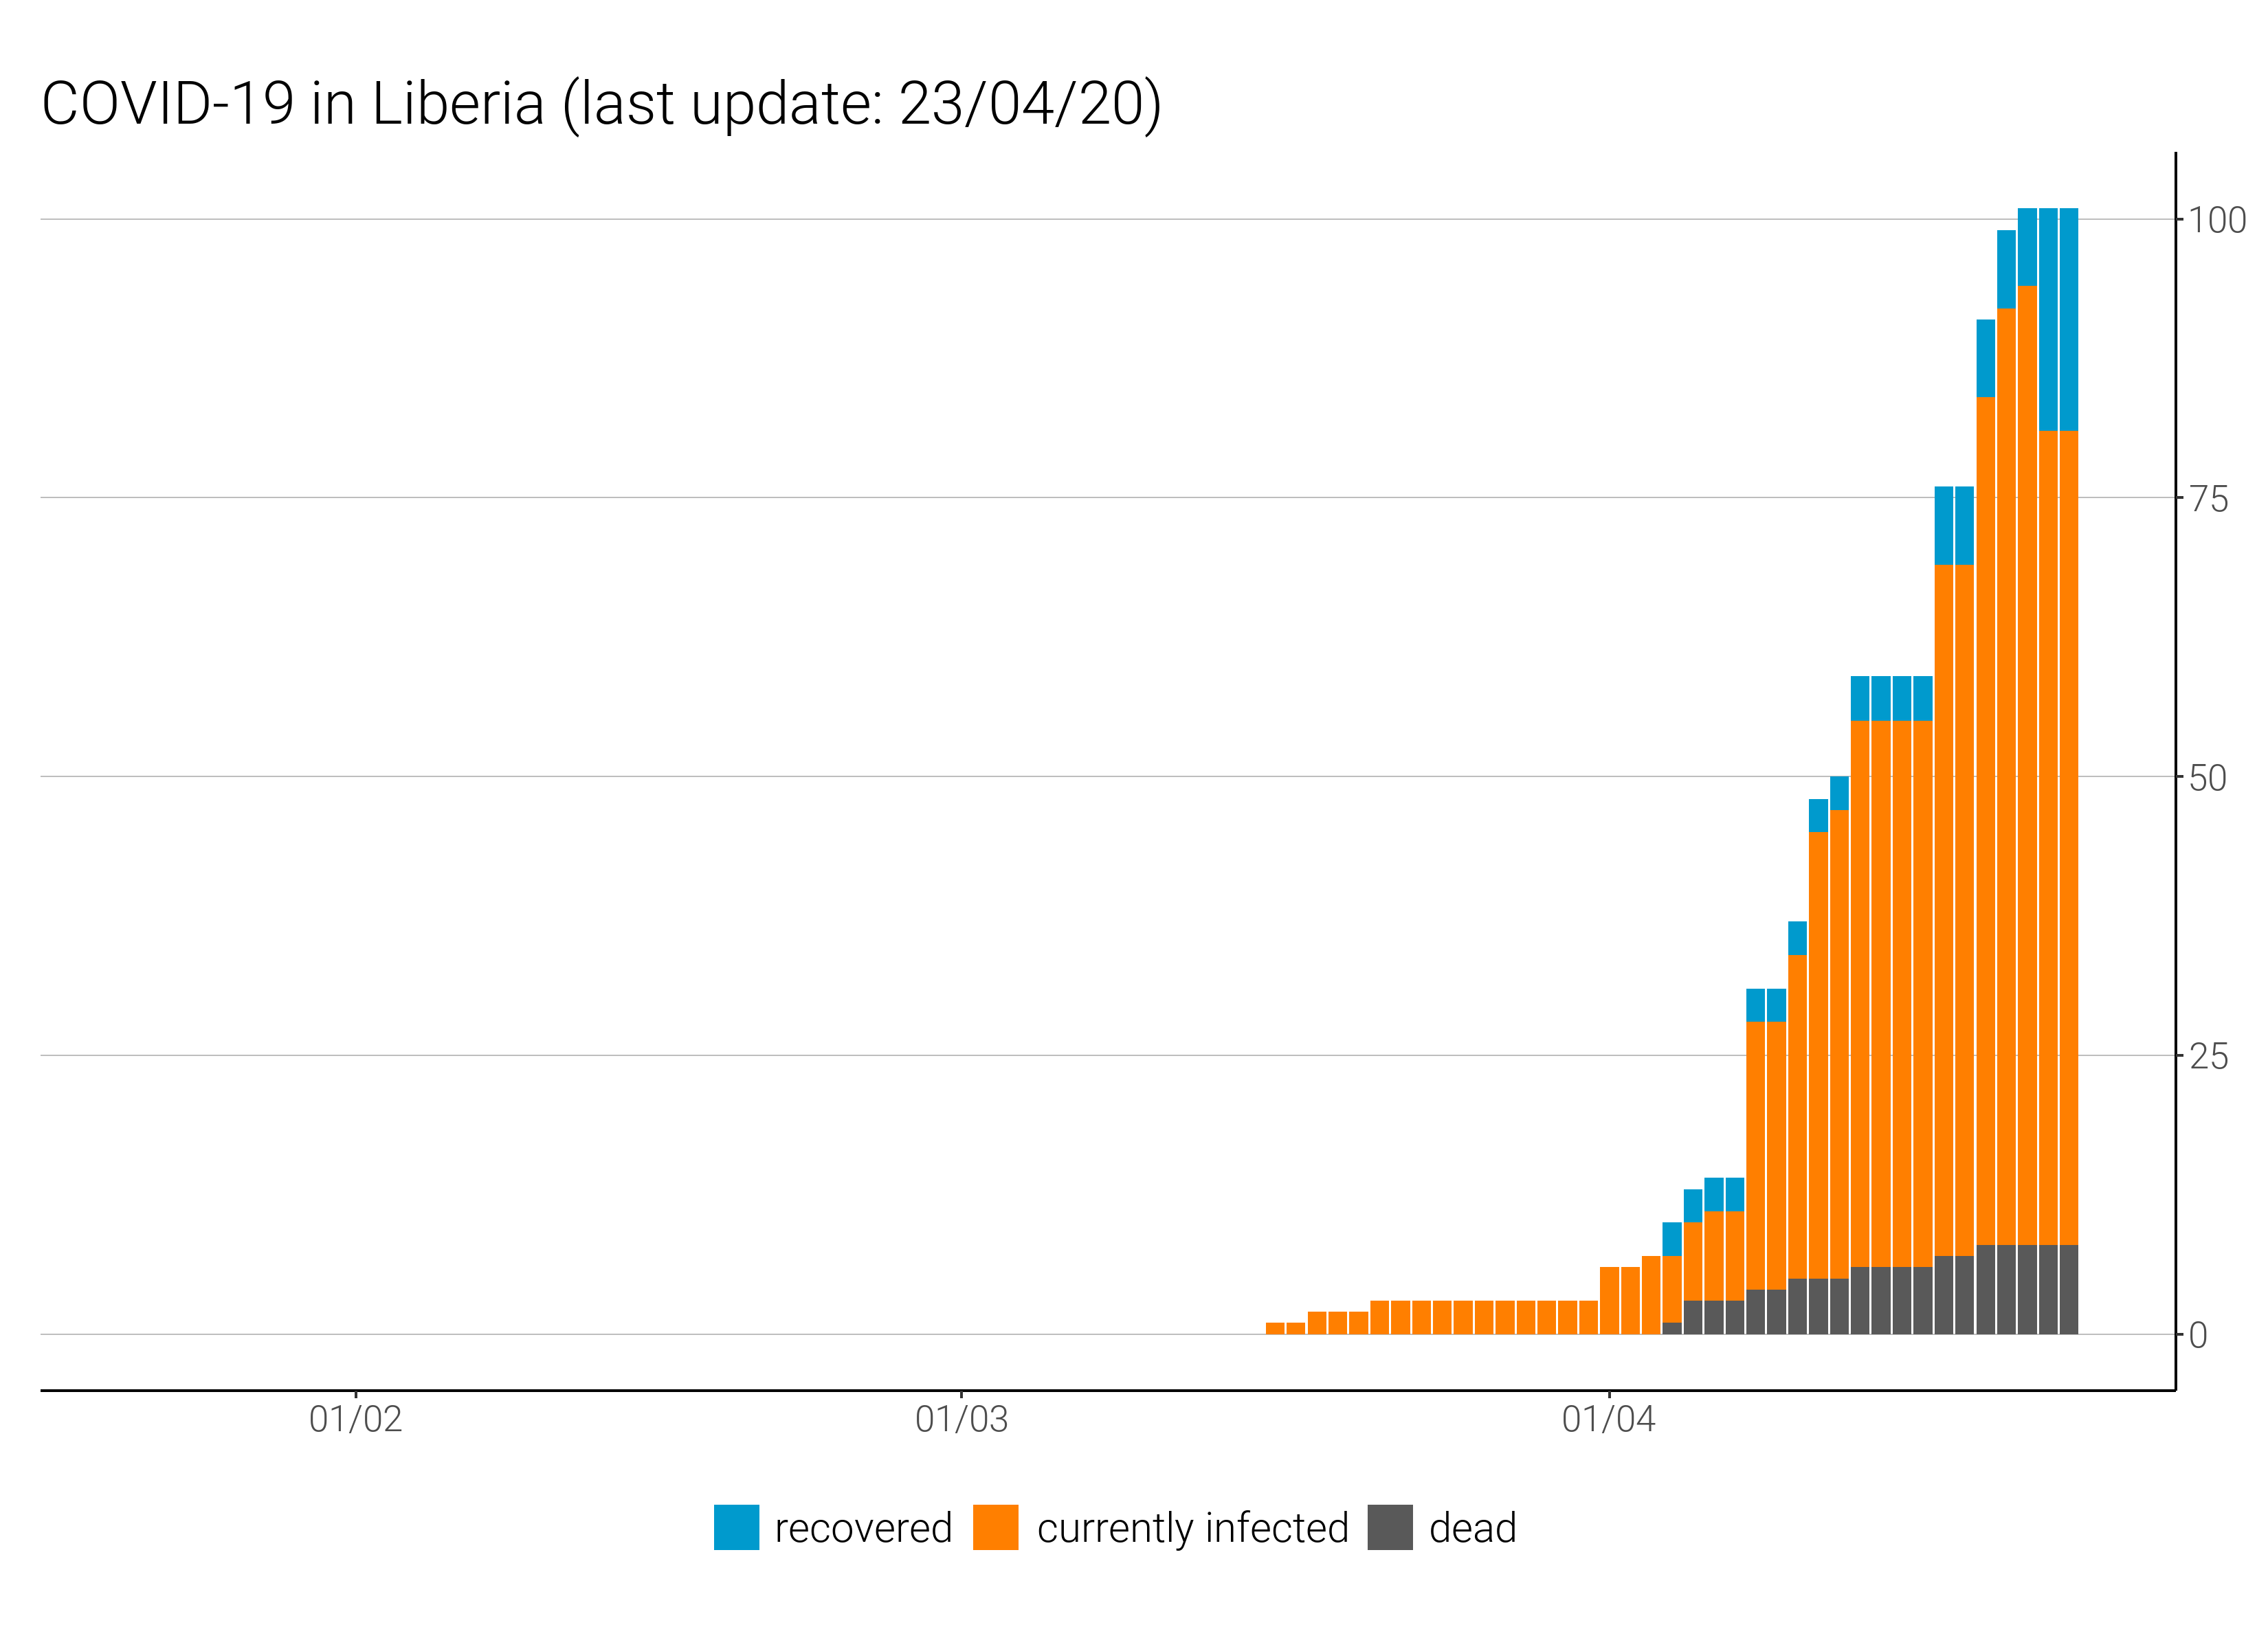 COVID-19 in Liberia (last update: 23/04/20)
100
75
50
25
0
01/02 01/03 01/04
recovered currently infected dead